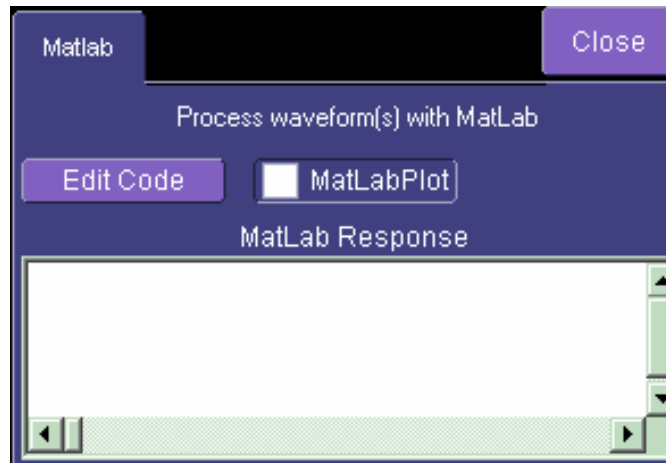 Matlab
Close
Process waveform(s) with MatLab
Edit Code
MatLabPlot
MatLab Response